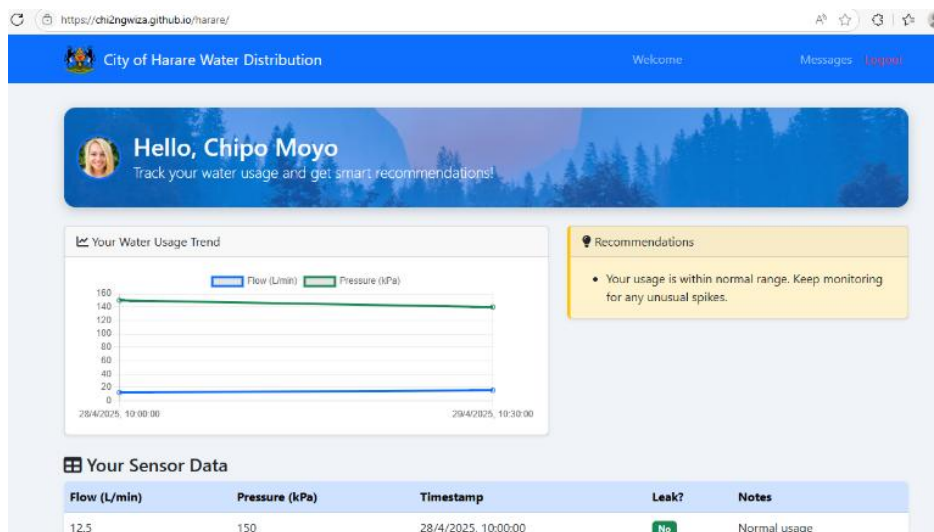 https://chi2ngwiza.github.io/harare/
City of Harare Water Distribution
Welcome
Messages
Logout
Hello, Chipo Moyo
Track your water usage and get smart recommendations!
Your Water Usage Trend
Flow (L/min) Pressure (kPa)
160
140
120
100
80
60
40
20
0
28/4/2025, 10:00:00
29/4/2025, 10:30:00
Recommendations
Your usage is within normal range. Keep monitoring
for any unusual spikes.
Your Sensor Data
Flow (L/min) Pressure (kPa) Timestamp Leak? Notes
12.5 150 28/4/2025, 10:00:00 No Normal usage